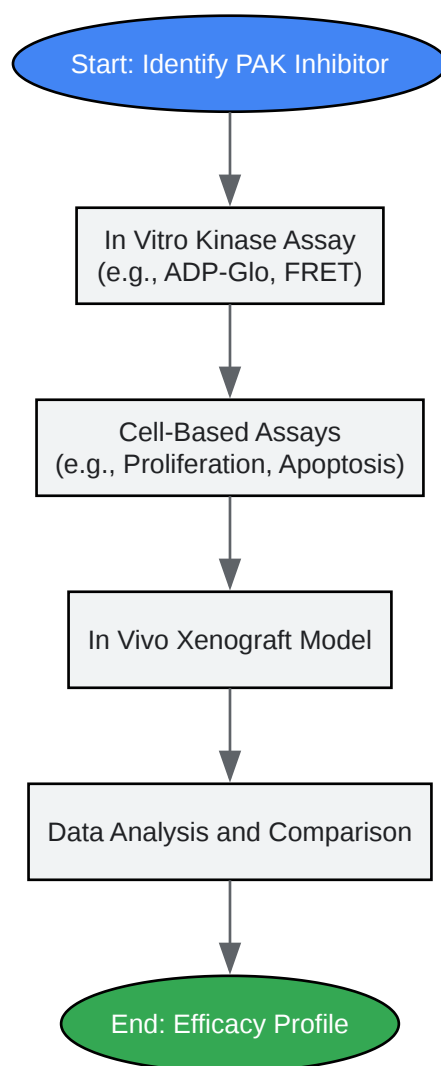 Start: Identify PAK Inhibitor
In Vitro Kinase Assay
(e.g., ADP-Glo, FRET)
Cell-Based Assays
(e.g., Proliferation, Apoptosis)
In Vivo Xenograft Model
Data Analysis and Comparison
End: Efficacy Profile